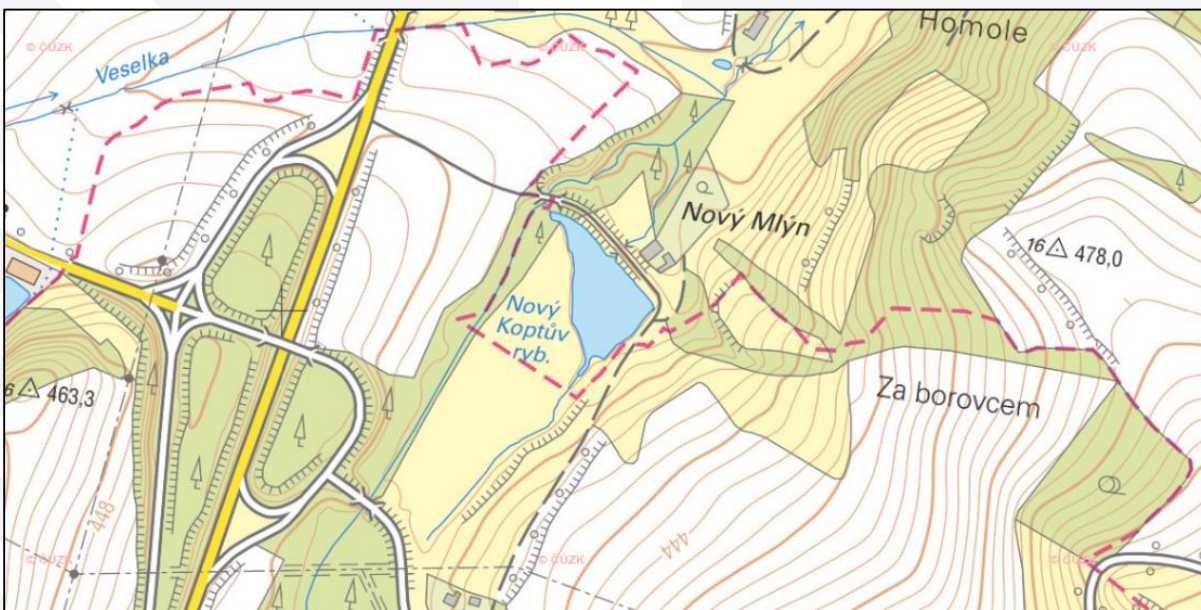 © ČÚZK
© ČÚZK
© ČÚZK
Homole
Veselka
Nový Mlýn
16 478,0
Nový
Koptův
ryb.
6 463,3
Za borovcem
448
444
© ČÚZK
© ČÚZK
© ČÚZK